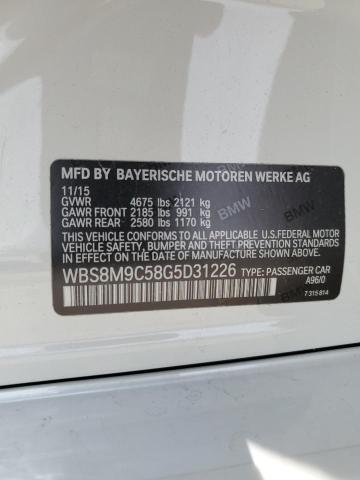 MFD BY BAYERISCHE MOTOREN WERKE AG
11/15
GVWR 4675 lbs 2121 kg
GAWR FRONT 2185 lbs 991 kg
GAWR REAR 2580 lbs 1170 kg
THIS VEHICLE CONFORMS TO ALL APPLICABLE U.S.FEDERAL MOTOR
VEHICLE SAFETY, BUMPER AND THEFT PREVENTION STANDARDS
IN EFFECT ON THE DATE OF MANUFACTURE SHOWN ABOVE.
WBS8M9C58G5D31226 TYPE: PASSENGER CAR
A96/0
7 315 814
BMW
BMW
BMW